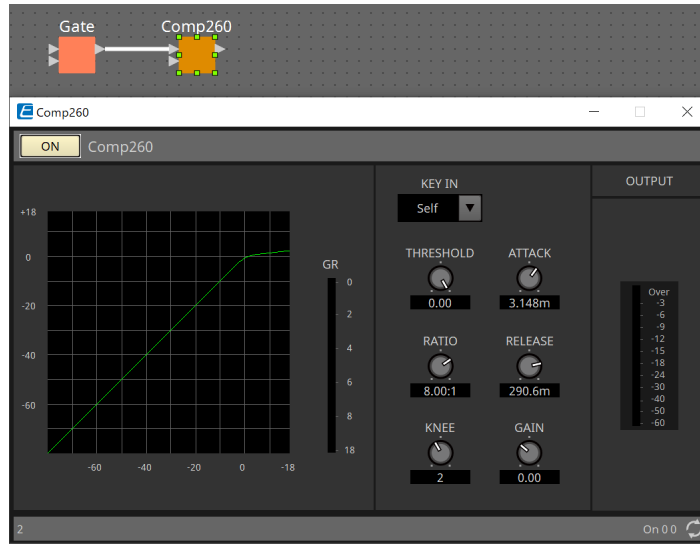 Gate Comp260
Comp260
ON Comp260
KEY IN
Self
OUTPUT
+18
0
-20
-40
-60
-60 -40 -20 0 -18
GR
0
2
4
6
8
18
THRESHOLD ATTACK
0.00 3.148m
RATIO RELEASE
8.00:1 290.6m
KNEE GAIN
2 0.00
Over
-3
-6
-9
-12
-15
-18
-24
-30
-40
-50
-60
2 On 0 0